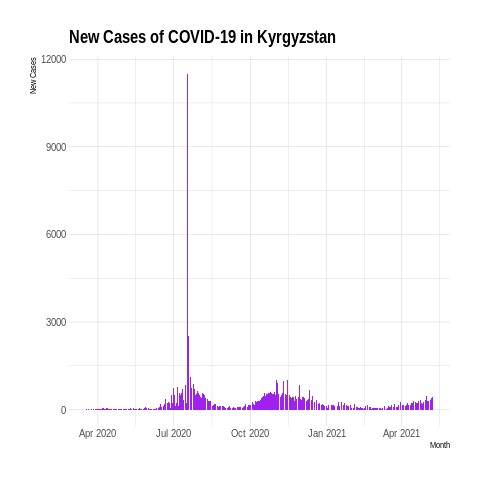 New Cases of COVID-19 in Kyrgyzstan
New Cases
12000
9000
6000
3000
0
Apr 2020 Jul 2020 Oct 2020 Jan 2021 Apr 2021
Month